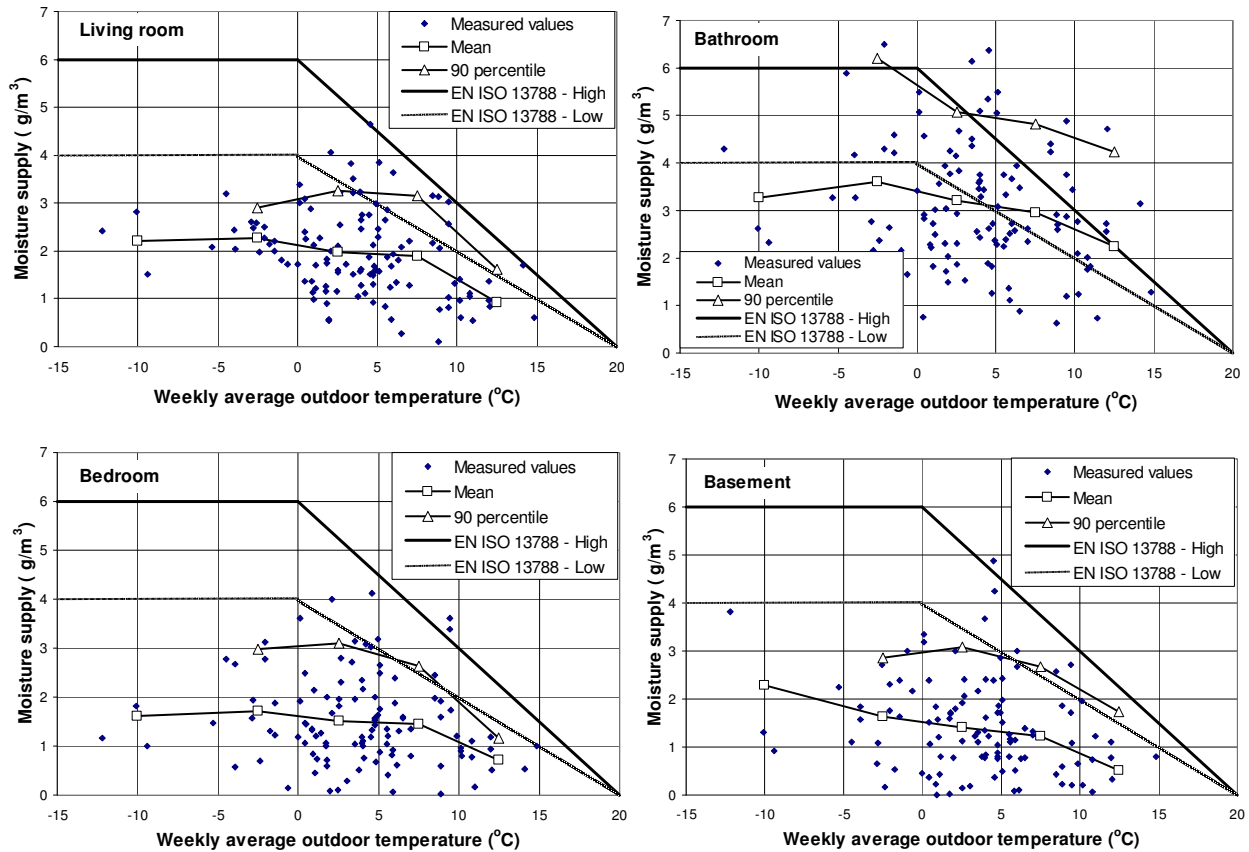 Living room
Measured values
Mean
90 percentile
EN ISO 13788 - High
EN ISO 13788 - Low
Moisture supply ( g/m³)
7
6
5
4
3
2
1
0
-15 -10 -5 0 5 10 15 20
Weekly average outdoor temperature (°C)
Bathroom
Measured values
Mean
90 percentile
EN ISO 13788 - High
EN ISO 13788 - Low
Moisture supply ( g/m³)
7
6
5
4
3
2
1
0
-15 -10 -5 0 5 10 15 20
Weekly average outdoor temperature (°C)
Bedroom
Measured values
Mean
90 percentile
EN ISO 13788 - High
EN ISO 13788 - Low
Moisture supply ( g/m³)
7
6
5
4
3
2
1
0
-15 -10 -5 0 5 10 15 20
Weekly average outdoor temperature (°C)
Basement
Measured values
Mean
90 percentile
EN ISO 13788 - High
EN ISO 13788 - Low
Moisture supply ( g/m³)
7
6
5
4
3
2
1
0
-15 -10 -5 0 5 10 15 20
Weekly average outdoor temperature (°C)